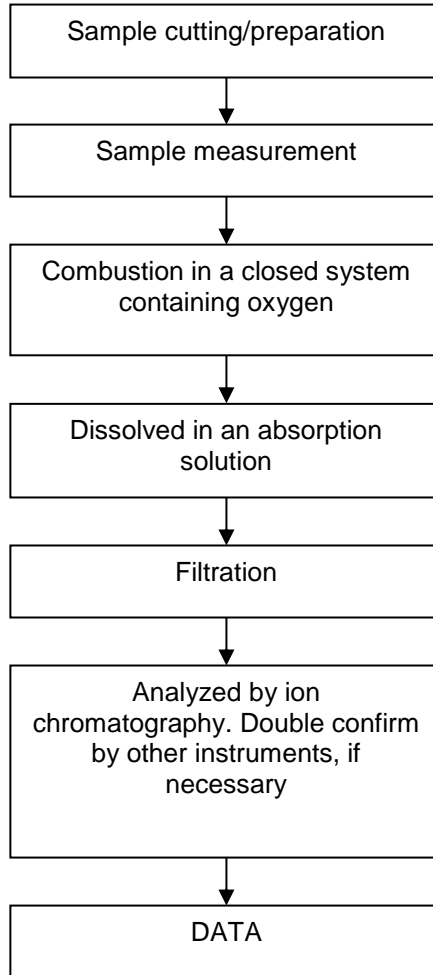 Sample cutting/preparation
Sample measurement
Combustion in a closed system
containing oxygen
Dissolved in an absorption
solution
Filtration
Analyzed by ion
chromatography. Double confirm
by other instruments, if
necessary
DATA